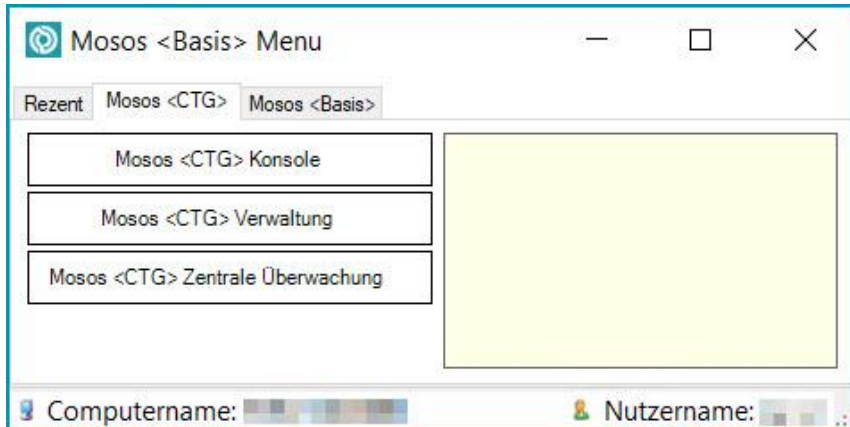 Mosos <Basis> Menu
Rezent Mosos <CTG> Mosos <Basis>
Mosos <CTG> Konsole
Mosos <CTG> Verwaltung
Mosos <CTG> Zentrale Überwachung
Computername: Nutzername: